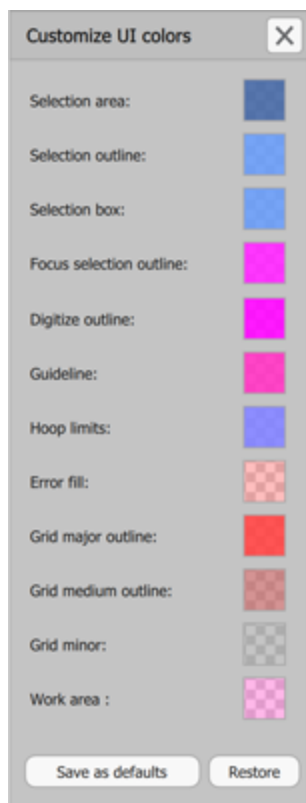 Customize UI colors
Selection area:
Selection outline:
Selection box:
Focus selection outline:
Digitize outline:
Guideline:
Hoop limits:
Error fill:
Grid major outline:
Grid medium outline:
Grid minor:
Work area :
Save as defaults Restore